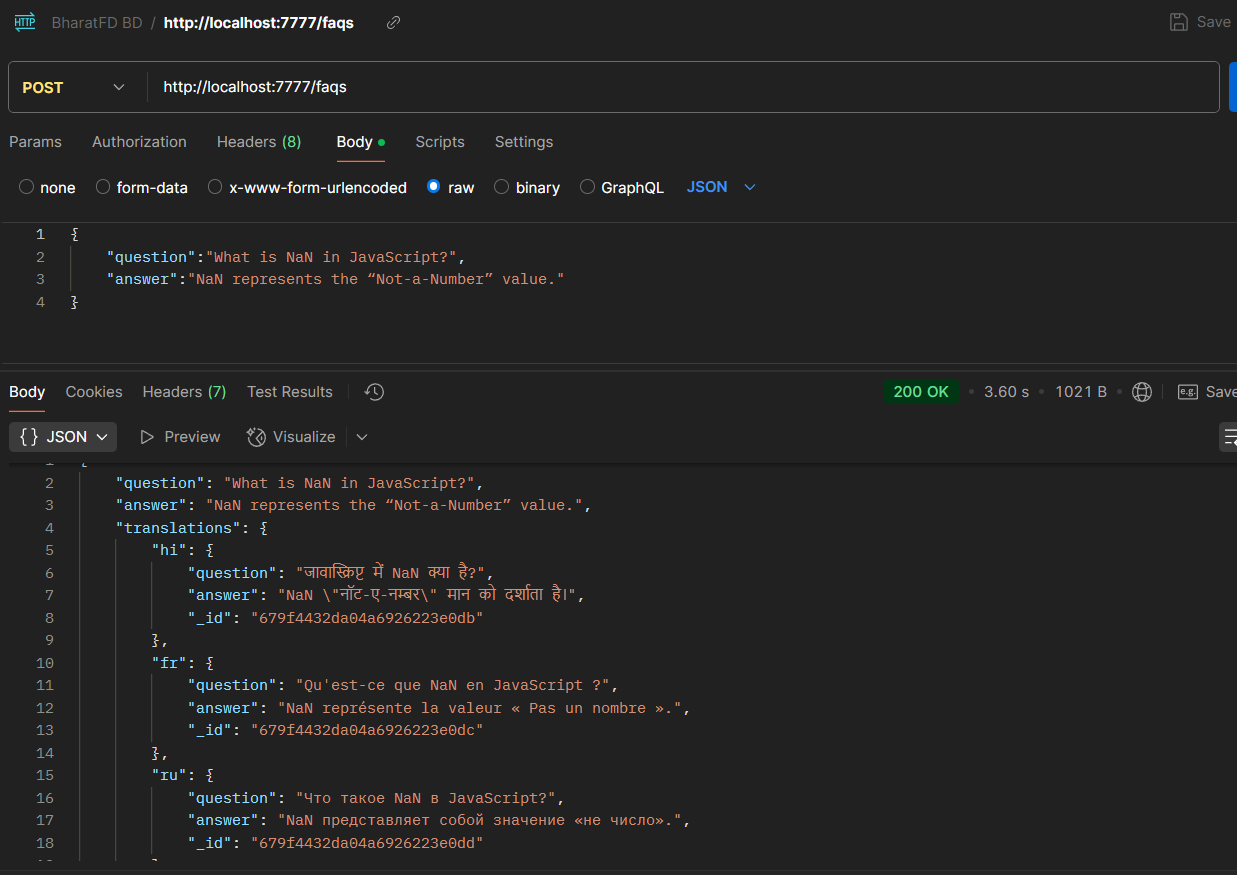 HTTP BharatFD BD / http://localhost:7777/faqs Save
POST http://localhost:7777/faqs
Params Authorization Headers (8) Body Scripts Settings
none form-data x-www-form-urlencoded raw binary GraphQL JSON
1 {
2 "question":"What is NaN in JavaScript?",
3 "answer":"NaN represents the “Not-a-Number” value."
4 }
Body Cookies Headers (7) Test Results 200 OK • 3.60 s • 1021 B • e.g. Save
{} JSON Preview Visualize
2 "question": "What is NaN in JavaScript?",
3 "answer": "NaN represents the “Not-a-Number” value.",
4 "translations": {
5 "hi": {
6 "question": "जावास्क्रिप्ट में NaN क्या है?",
7 "answer": "NaN \"नॉट-ए-नम्बर\" मान को दर्शाता है।",
8 "_id": "679f4432da04a6926223e0db"
9 },
10 "fr": {
11 "question": "Qu'est-ce que NaN en JavaScript ?",
12 "answer": "NaN représente la valeur « Pas un nombre ».",
13 "_id": "679f4432da04a6926223e0dc"
14 },
15 "ru": {
16 "question": "Что такое NaN в JavaScript?",
17 "answer": "NaN представляет собой значение «не число».",
18 "_id": "679f4432da04a6926223e0dd"